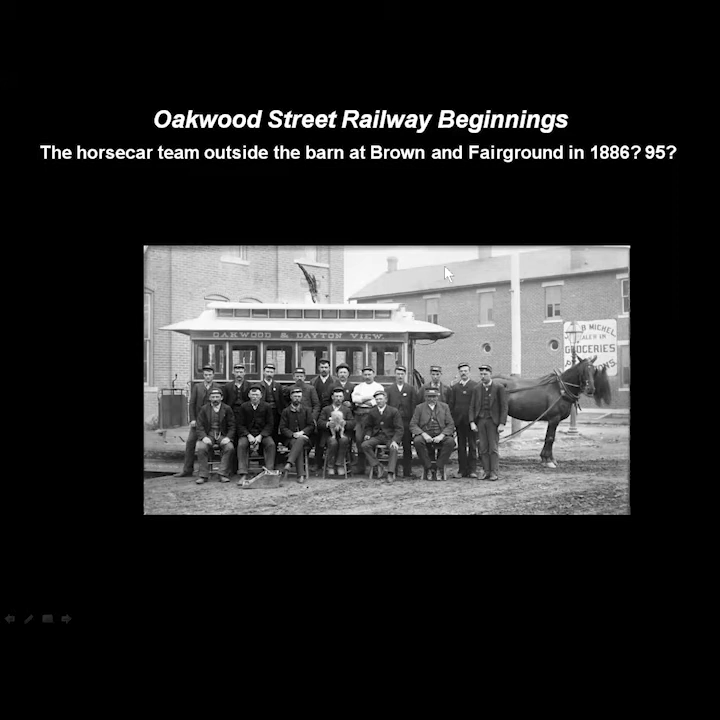 Oakwood Street Railway Beginnings
The horsecar team outside the barn at Brown and Fairground in 1886? 95?
OAKWOOD & DAYTON VIEW.
B MICHEL
GROCERIES